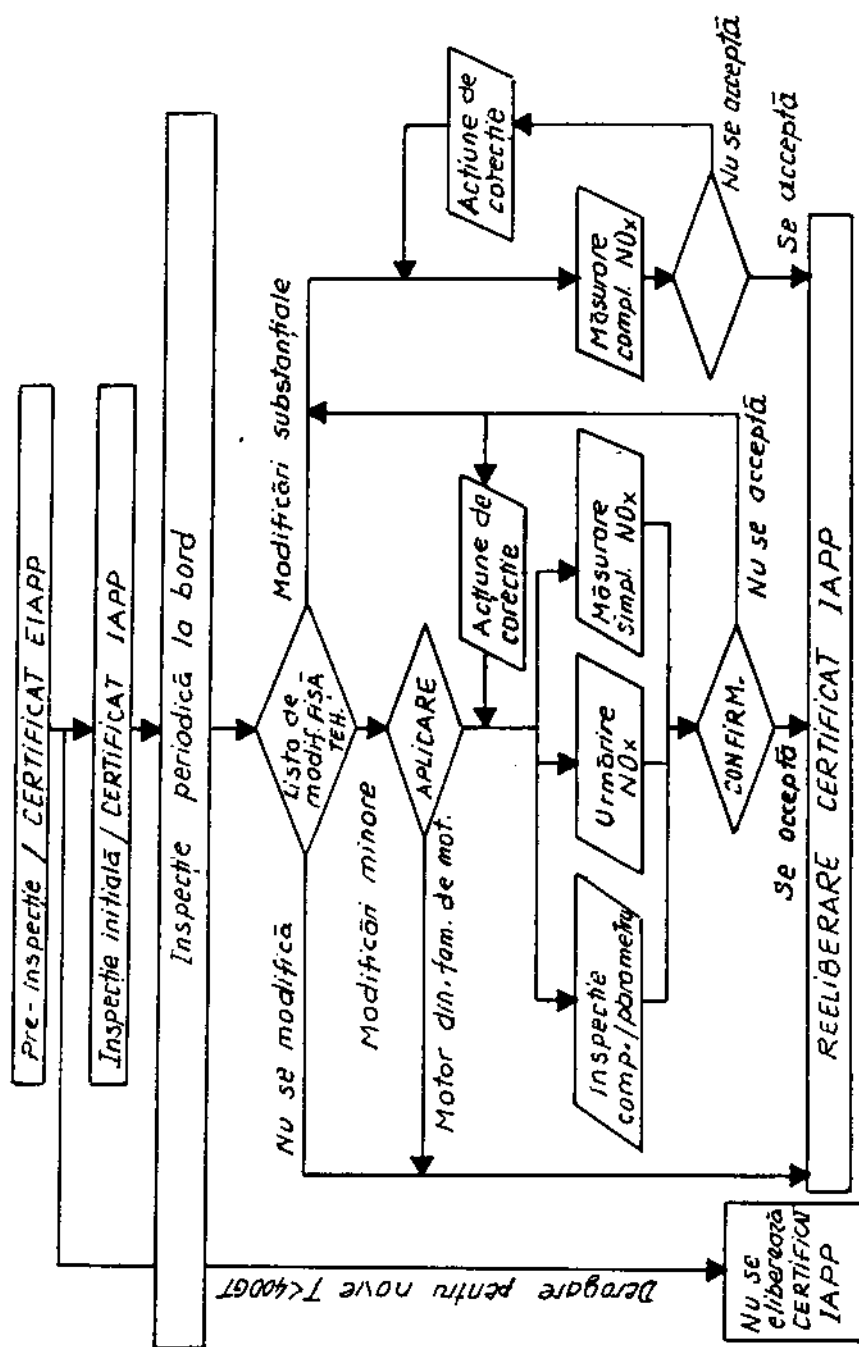 Pre-inspecție / CERTIFICAT EIAPP
Inspecție inițială / CERTIFICAT IAPP
Inspecție periodică la bord
Nu se modifică
Lista de
modif. FIȘĂ
TEH.
Modificări substanțiale
Modificări minore
APLICARE
Motor din. fam. de mot.
Acțiune de
corecție
Acțiune de
corecție
Inspecție
comp./parametry
Urmărire
NOx
Măsurare
simpl. NOx
Măsurare
compl. NOx
CONFIRM.
Nu se acceptă
Nu se acceptă
Se acceptă
Se acceptă
REELIBERARE CERTIFICAT IAPP
Derogare pentru nave T<400GT
Nu se
eliberează
CERTIFICAT
IAPP